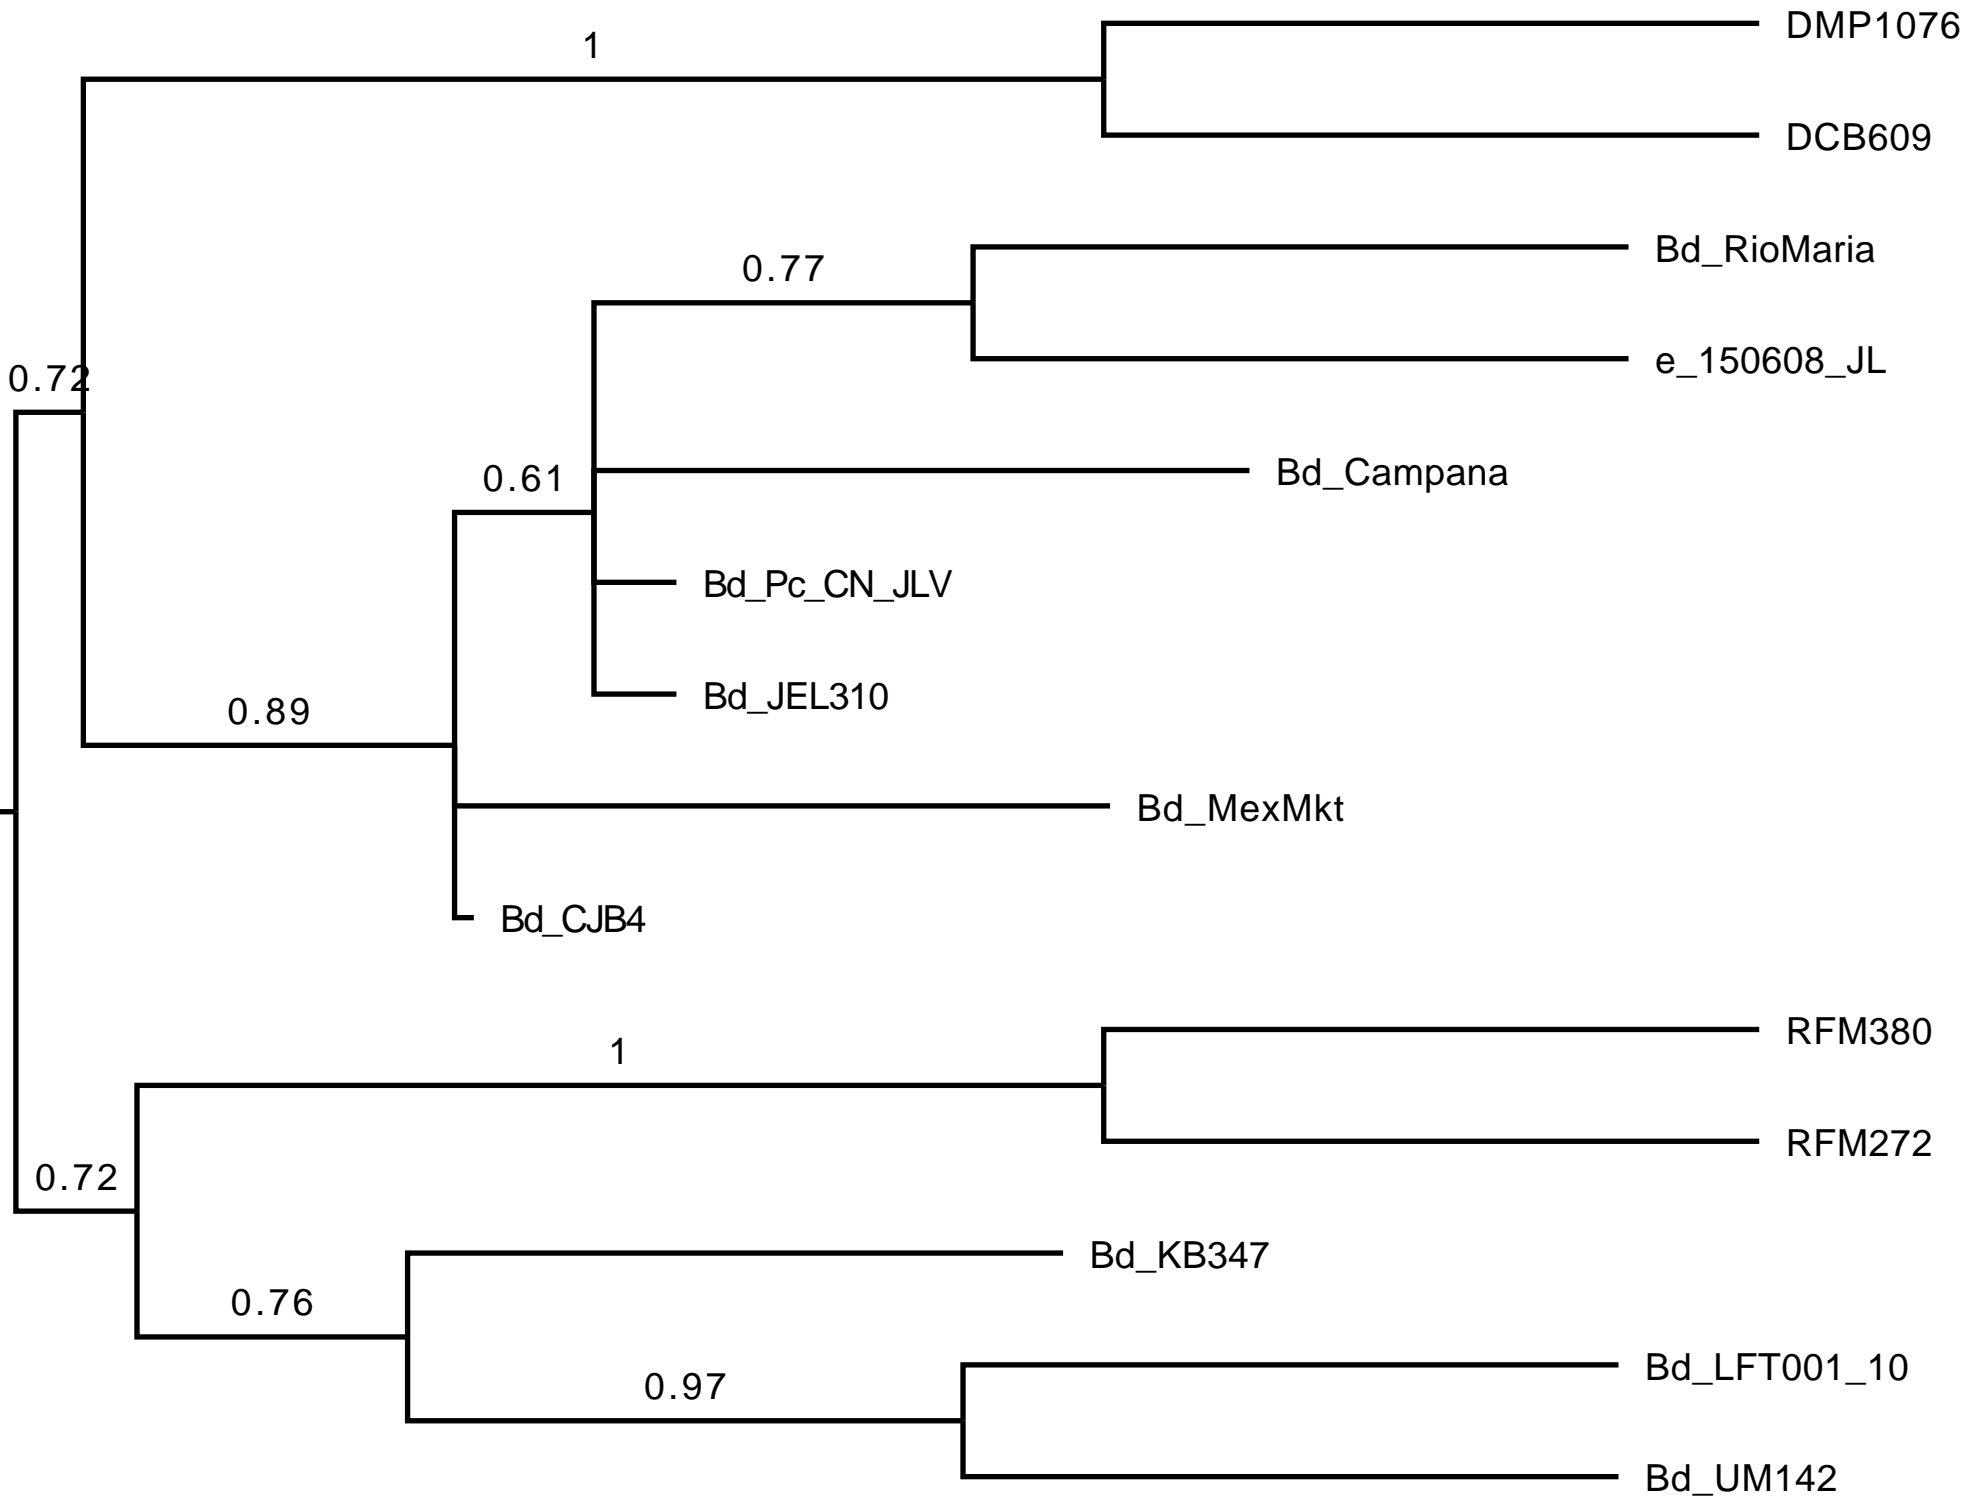 DMP1076
1
DCB609
Bd_RioMaria
0.77
e_150608_JL
0.72
Bd_Campana
0.61
Bd_Pc_CN_JLV
Bd_JEL310
0.89
Bd_MexMkt
Bd_CJB4
RFM380
1
RFM272
0.72
Bd_KB347
0.76
Bd_LFT001_10
0.97
Bd_UM142